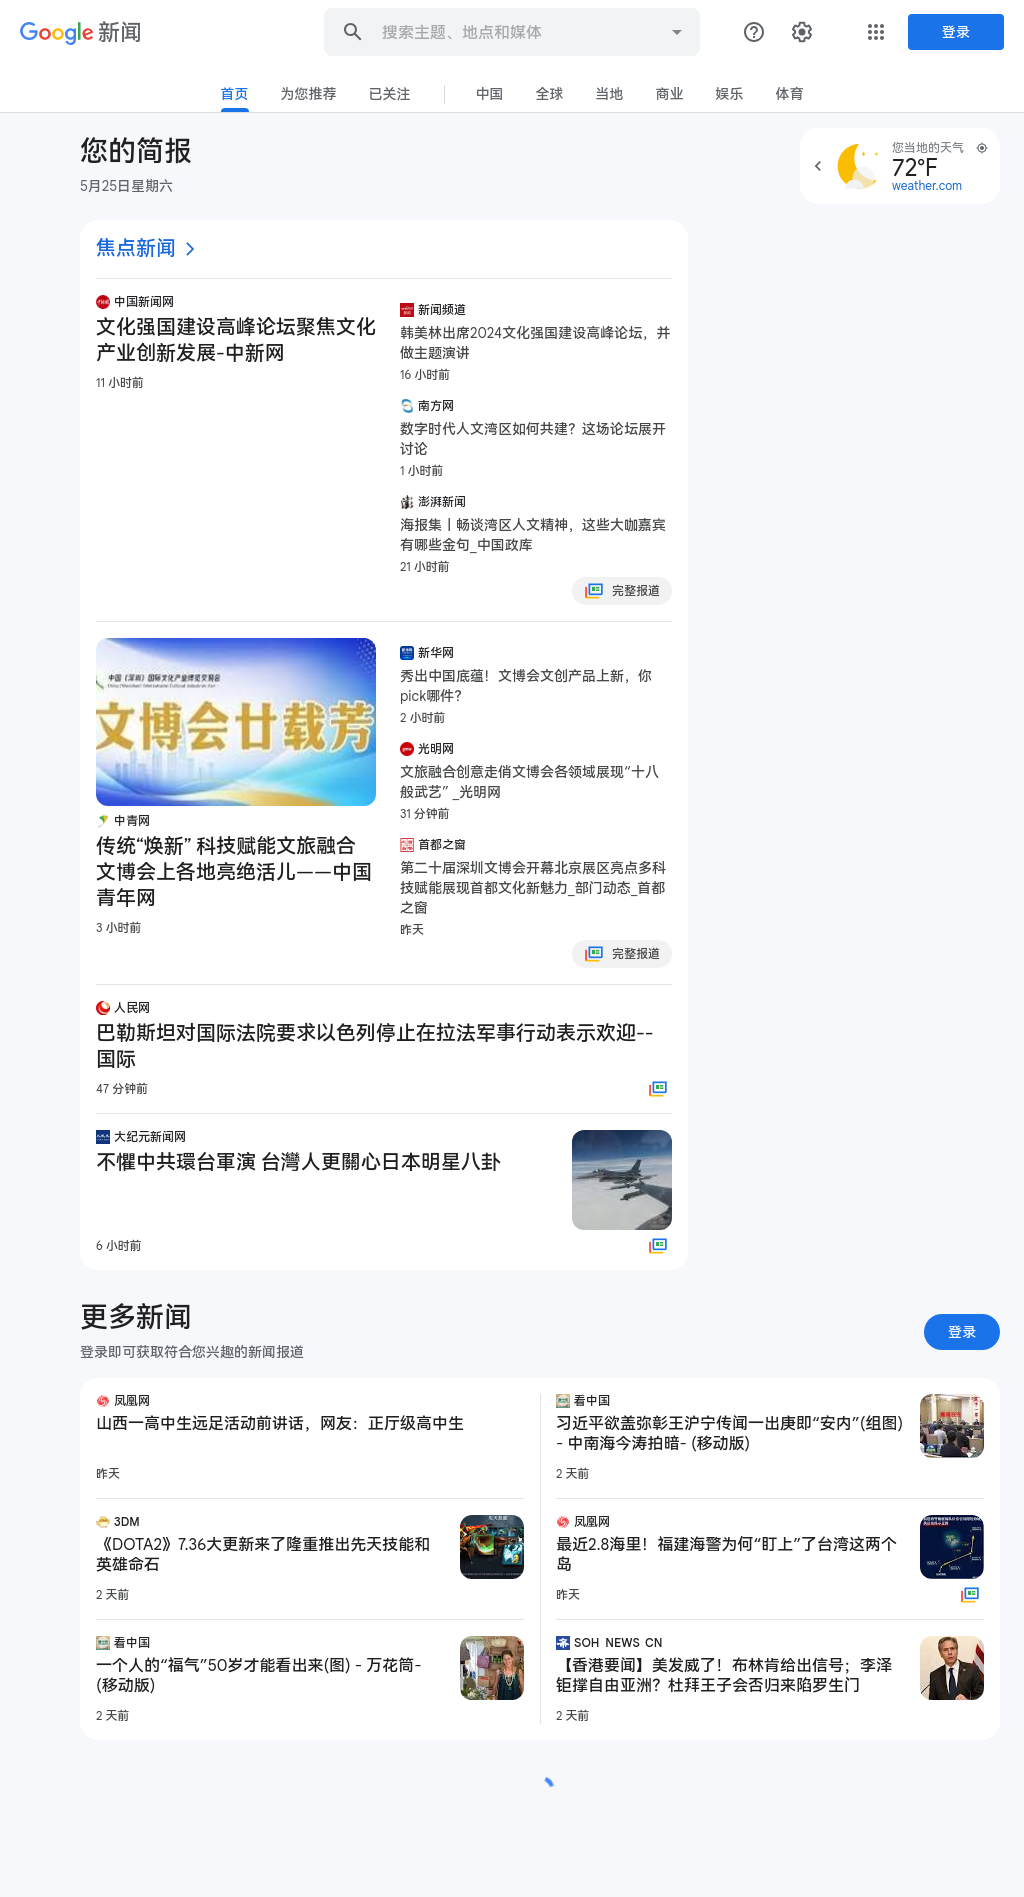 Google 新闻
搜索主题、地点和媒体
登录
首页
为您推荐
已关注
中国
全球
当地
商业
娱乐
体育
您的简报
5月25日星期六
您当地的天气
72°F
weather.com
焦点新闻
中国新闻网
文化强国建设高峰论坛聚焦文化
产业创新发展-中新网
11 小时前
新闻频道
韩美林出席2024文化强国建设高峰论坛，并
做主题演讲
16 小时前
南方网
数字时代人文湾区如何共建？这场论坛展开
讨论
1 小时前
澎湃新闻
海报集丨畅谈湾区人文精神，这些大咖嘉宾
有哪些金句_中国政库
21 小时前
完整报道
中国（深圳）国际文化产业博览交易会
文博会廿载芳
中青网
传统“焕新” 科技赋能文旅融合
文博会上各地亮绝活儿——中国
青年网
3 小时前
新华网
秀出中国底蕴！文博会文创产品上新，你
pick哪件？
2 小时前
光明网
文旅融合创意走俏文博会各领域展现“十八
般武艺” _光明网
31 分钟前
首都之窗
第二十届深圳文博会开幕北京展区亮点多科
技赋能展现首都文化新魅力_部门动态_首都
之窗
昨天
完整报道
人民网
巴勒斯坦对国际法院要求以色列停止在拉法军事行动表示欢迎--
国际
47 分钟前
大纪元新闻网
不懼中共環台軍演 台灣人更關心日本明星八卦
6 小时前
更多新闻
登录即可获取符合您兴趣的新闻报道
登录
凤凰网
山西一高中生远足活动前讲话，网友：正厅级高中生
昨天
看中国
习近平欲盖弥彰王沪宁传闻一出庚即“安内”(组图)
- 中南海今涛拍暗- (移动版)
2 天前
3DM
《DOTA2》7.36大更新来了隆重推出先天技能和
英雄命石
2 天前
凤凰网
最近2.8海里！福建海警为何“盯上”了台湾这两个
岛
昨天
看中国
一个人的“福气”50岁才能看出来(图) - 万花筒-
(移动版)
2 天前
SOH NEWS CN
【香港要闻】美发威了！布林肯给出信号；李泽
钜撑自由亚洲？杜拜王子会否归来陷罗生门
2 天前